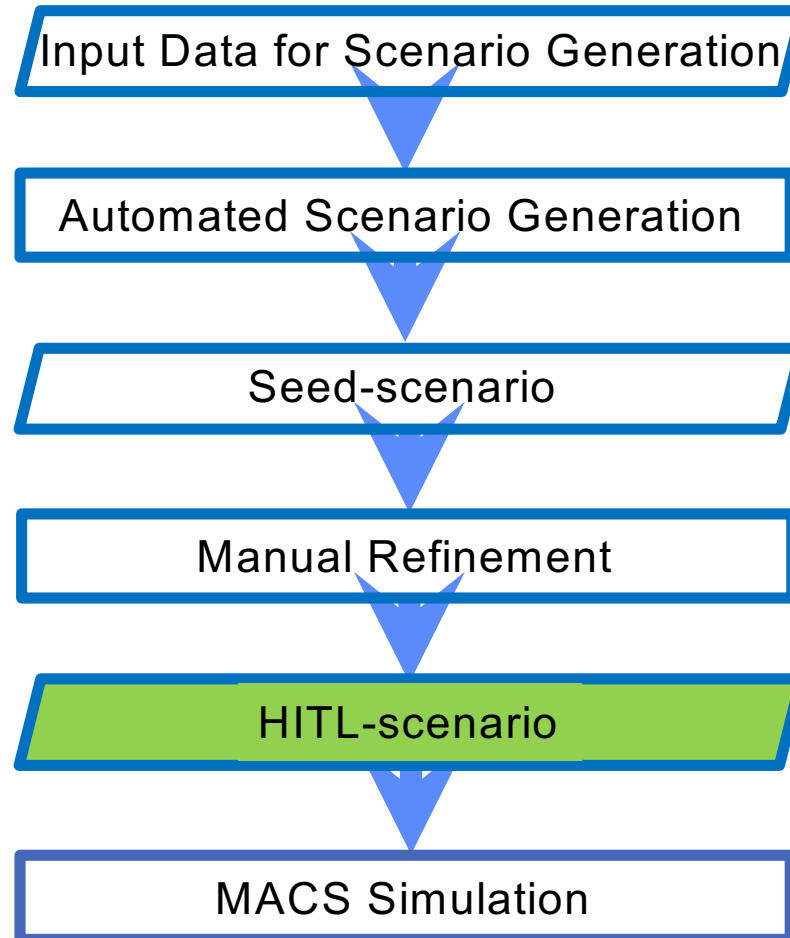 Input Data for Scenario Generation
Automated Scenario Generation
Seed-scenario
Manual Refinement
HITL-scenario
MACS Simulation